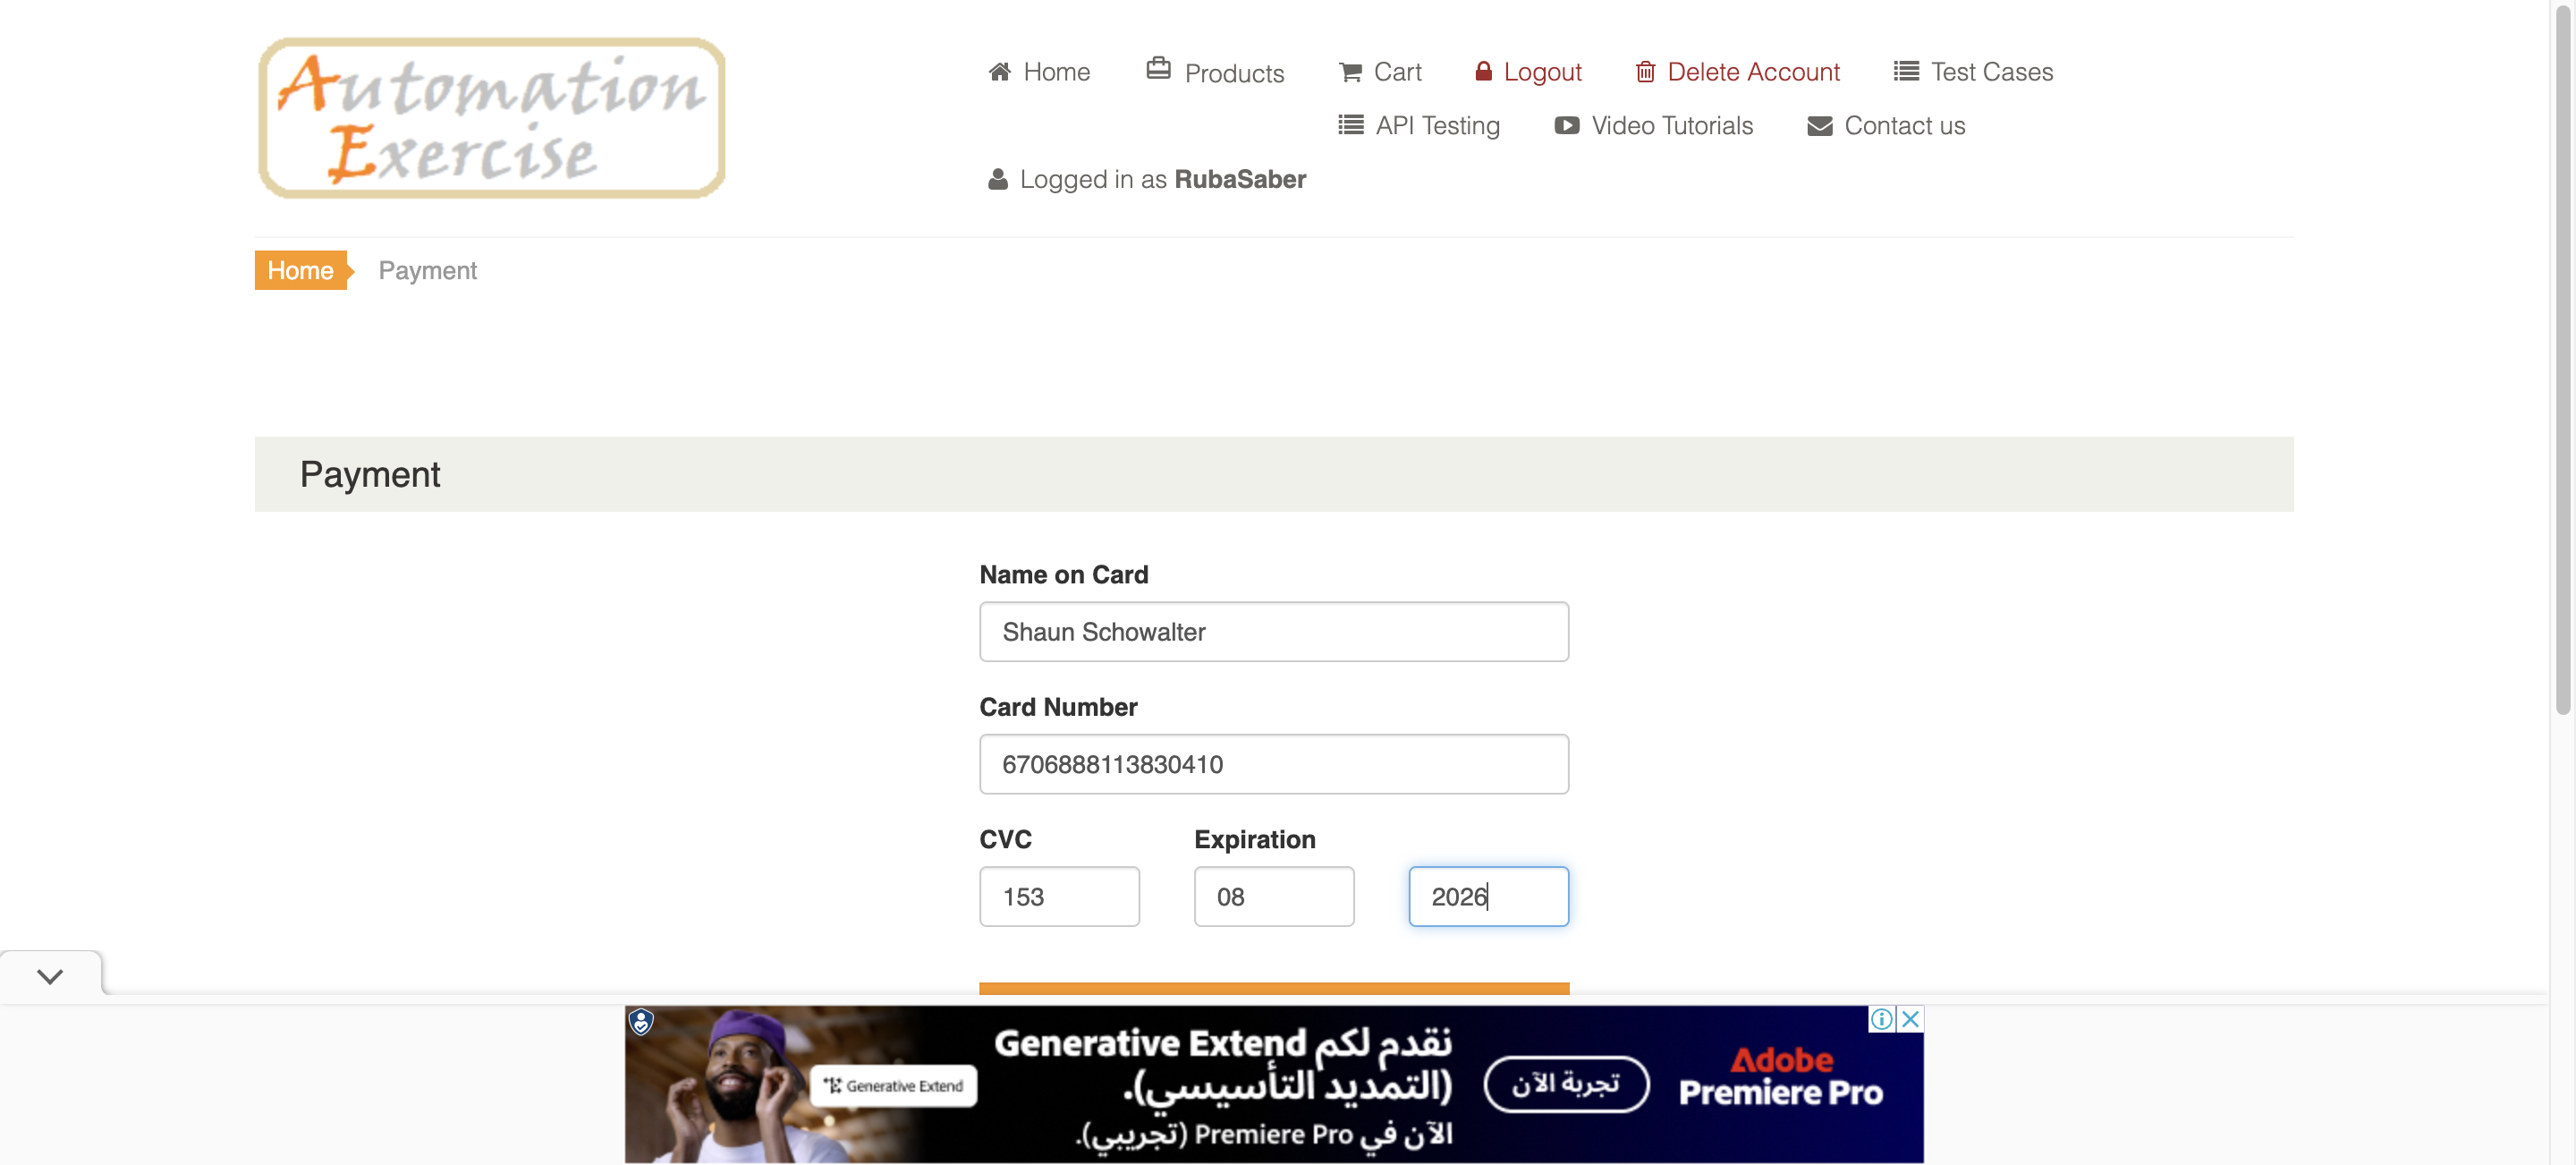 Automation
Exercise
Home
Products
Cart
Logout
Delete Account
Test Cases
API Testing
Video Tutorials
Contact us
Logged in as RubaSaber
Home
Payment
Payment
Name on Card
Shaun Schowalter
Card Number
6706888113830410
CVC
Expiration
153
08
2026
Generative Extend
نقدم لكم Generative Extend
(التمديد التأسيسي).
الآن في Premiere Pro (تجريبي).
تجربة الآن
Adobe
Premiere Pro